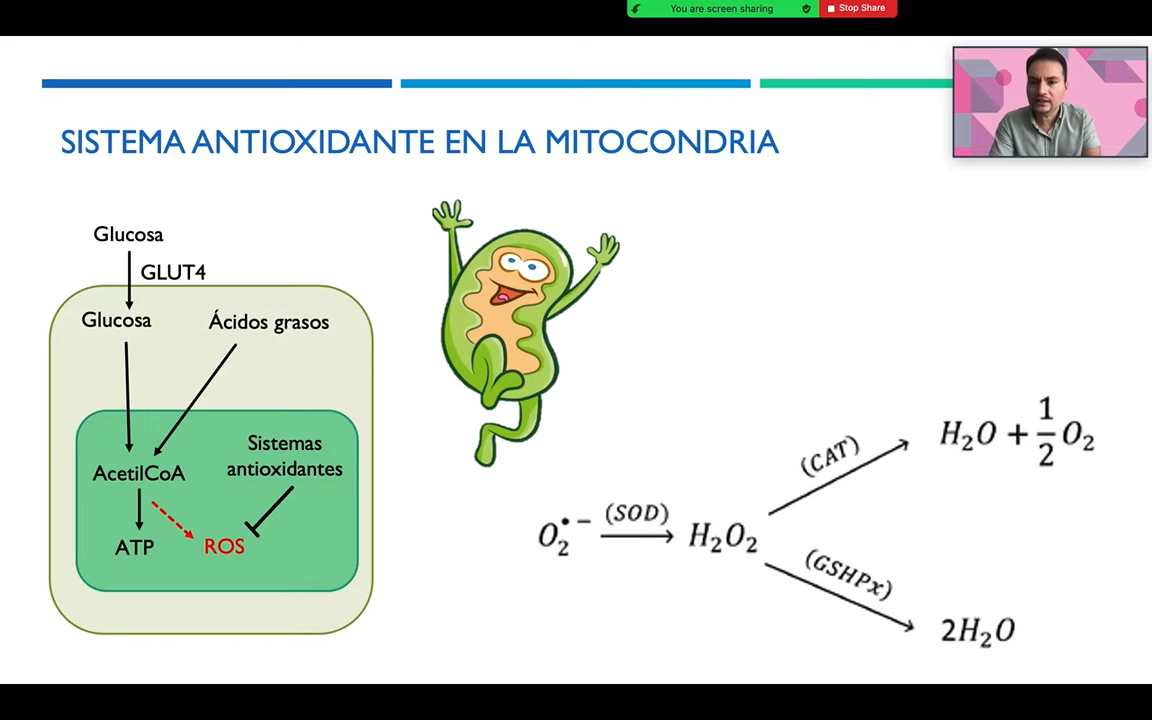 You are screen sharing
Stop Share
SISTEMA ANTIOXIDANTE EN LA MITOCONDRIA
Glucosa
GLUT4
Glucosa
Ácidos grasos
Sistemas
antioxidantes
AcetilCoA
ATP
ROS
O₂•− (SOD) H₂O₂
(CAT)
H₂O + 1/2 O₂
(GSHPx)
2H₂O